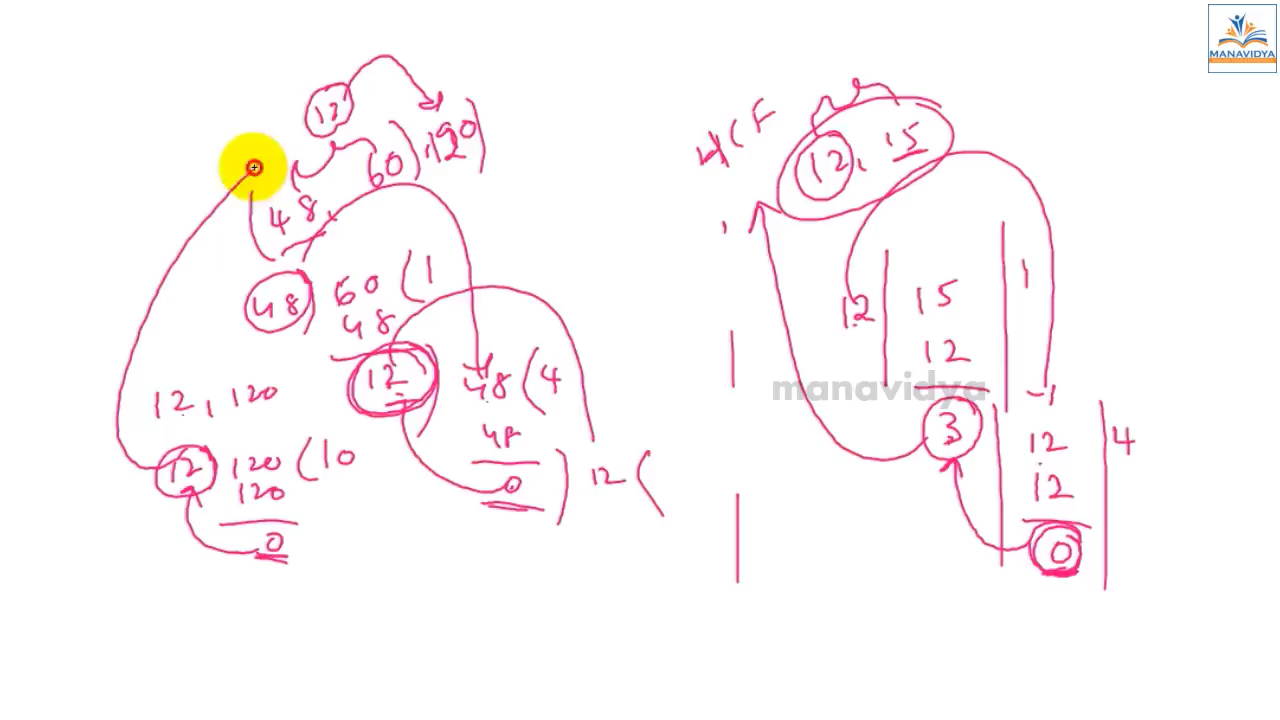 MANAVIDYA
12
48, 60), 120)
48) 60 (1
48
12) 48 (4
48
0) 12 (
12, 120
12 120 (10
120
0
HCF
12, 15
12 15 1
12
manavidya
3 12 4
12
0